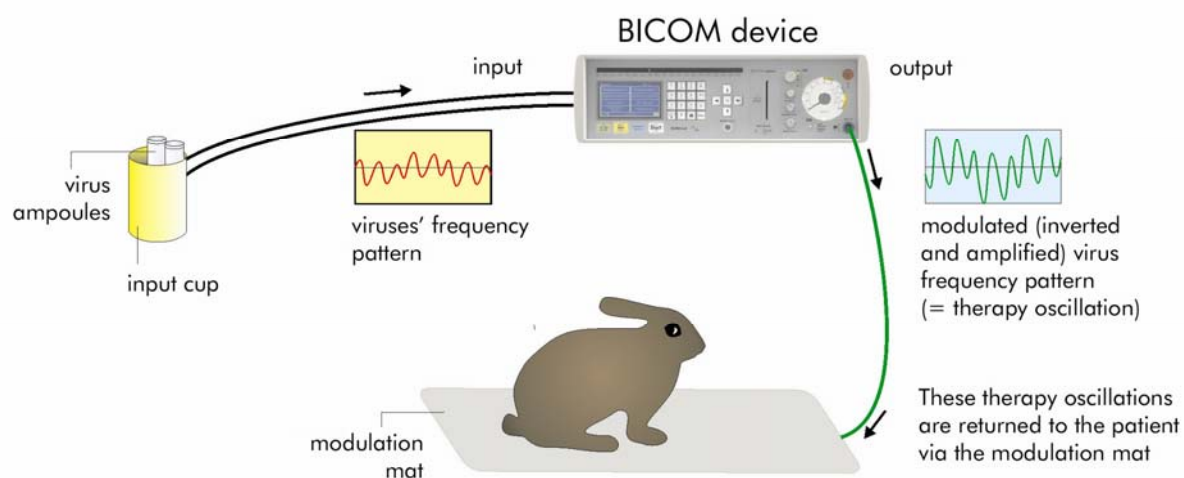 BICOM device
input
output
virus
ampoules
viruses’ frequency
pattern
input cup
modulated (inverted
and amplified) virus
frequency pattern
(= therapy oscillation)
modulation
mat
These therapy oscillations
are returned to the patient
via the modulation mat